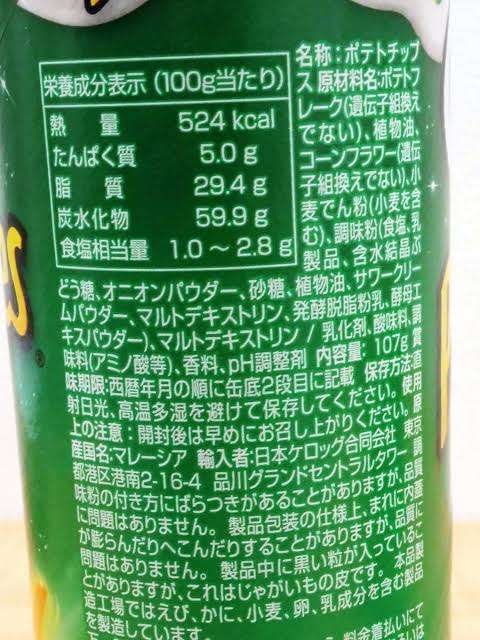 栄養成分表示 (100g当たり)
熱 量 524 kcal
たんぱく質 5.0 g
脂 質 29.4 g
炭水化物 59.9 g
食塩相当量 1.0 ～ 2.8 g
名称：ポテトチップ
ス 原材料名：ポテトフ
レーク(遺伝子組換え
でない)、植物油、
コーンフラワー(遺伝
子組換えでない)、小
麦でん粉(小麦を含
む)、調味粉(食塩、乳
製品、含水結晶ぶ
どう糖、オニオンパウダー、砂糖、植物油、サワークリー
ムパウダー、マルトデキストリン、発酵脱脂粉乳、酵母エ
キスパウダー)、マルトデキストリン / 乳化剤、酸味料、調
味料(アミノ酸等)、香料、pH調整剤 内容量：107g 賞
味期限:西暦年月の順に缶底2段目に記載 保存方法:直
射日光、高温多湿を避けて保存してください。使用
上の注意：開封後は早めにお召し上がりください。原
産国名:マレーシア 輸入者:日本ケロッグ合同会社 東京
都港区港南2-16-4 品川グランドセントラルタワー 調
味粉の付き方にばらつきがあることがありますが、品質
に問題はありません。製品包装の仕様上、まれに内蓋
が膨らんだりへこんだりすることがありますが、品質に
問題はありません。製品中に黒い粒が入っているこ
とがありますが、これはじゃがいもの皮です。本品製
造工場ではえび、かに、小麦、卵、乳成分を含む製品
を製造しています。